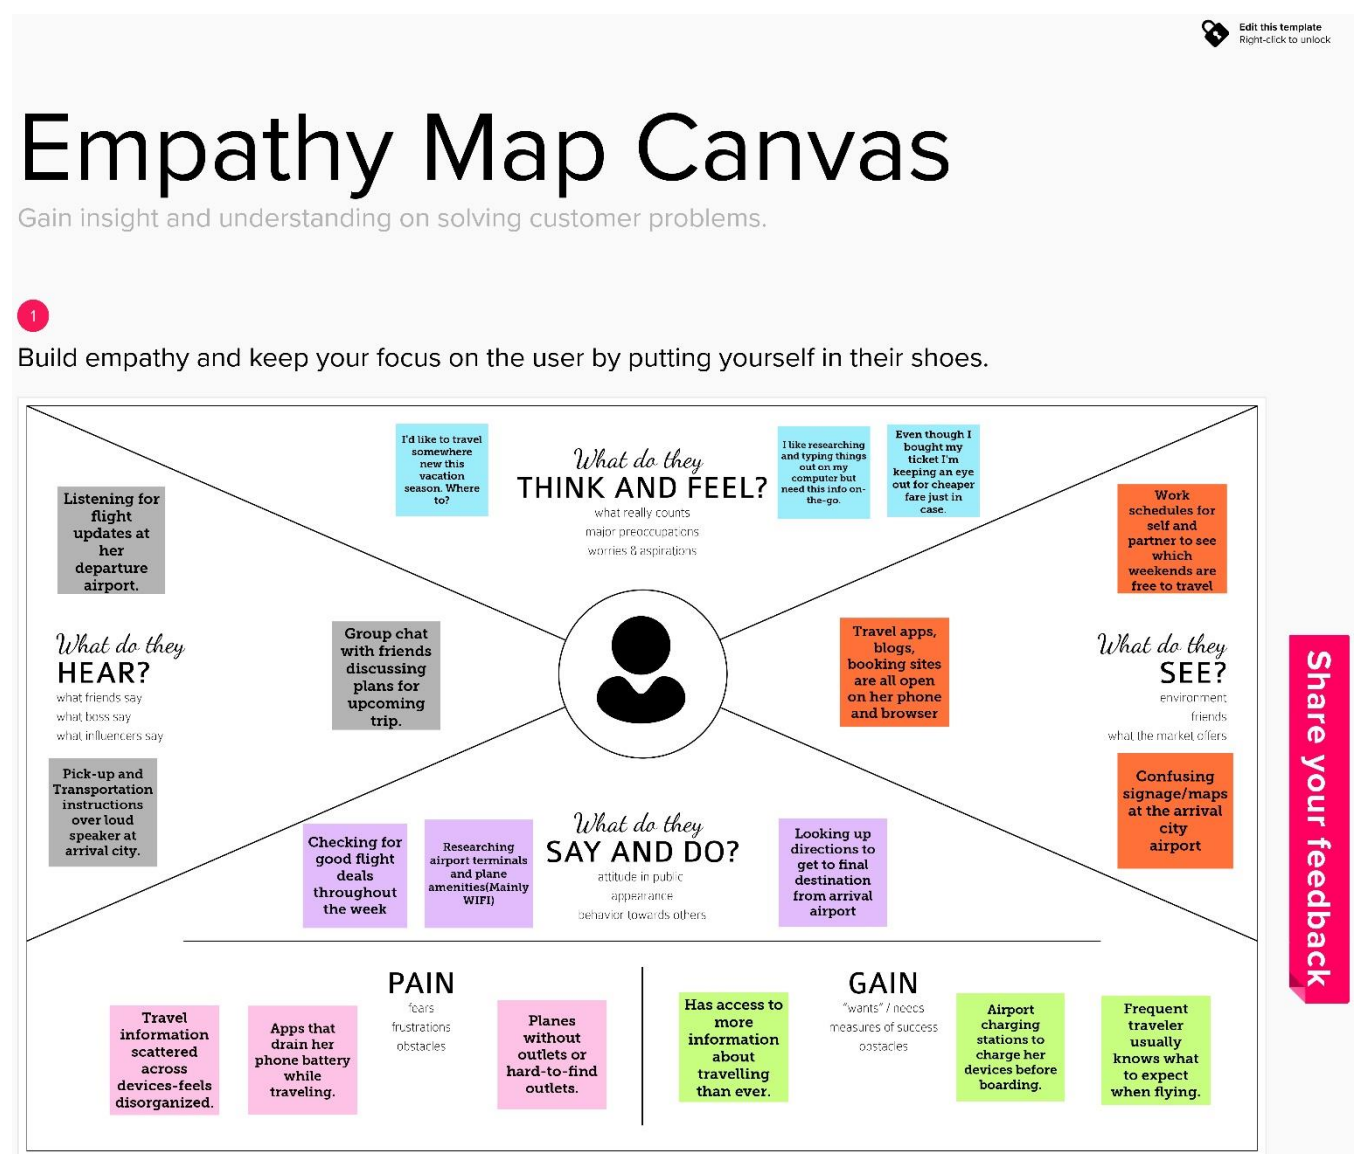 Edit this template
Right-click to unlock
Empathy Map Canvas
Gain insight and understanding on solving customer problems.
1
Build empathy and keep your focus on the user by putting yourself in their shoes.
What do they
THINK AND FEEL?
what really counts
major preoccupations
worries & aspirations
I'd like to travel
somewhere
new this
vacation
season. Where
to?
I like researching
and typing things
out on my
computer but
need this info on-
the-go.
Even though I
bought my
ticket I'm
keeping an eye
out for cheaper
fare just in
case.
Listening for
flight
updates at
her
departure
airport.
What do they
HEAR?
what friends say
what boss say
what influencers say
Group chat
with friends
discussing
plans for
upcoming
trip.
Pick-up and
Transportation
instructions
over loud
speaker at
arrival city.
Work
schedules for
self and
partner to see
which
weekends are
free to travel
Travel apps,
blogs,
booking sites
are all open
on her phone
and browser
What do they
SEE?
environment
friends
what the market offers
Confusing
signage/maps
at the arrival
city
airport
Checking for
good flight
deals
throughout
the week
Researching
airport terminals
and plane
amenities(Mainly
WIFI)
What do they
SAY AND DO?
attitude in public
appearance
behavior towards others
Looking up
directions to
get to final
destination
from arrival
airport
PAIN
fears
frustrations
obstacles
Travel
information
scattered
across
devices-feels
disorganized.
Apps that
drain her
phone battery
while
traveling.
Planes
without
outlets or
hard-to-find
outlets.
GAIN
"wants" / needs
measures of success
obstacles
Has access to
more
information
about
travelling
than ever.
Airport
charging
stations to
charge her
devices before
boarding.
Frequent
traveler
usually
knows what
to expect
when flying.
Share your feedback